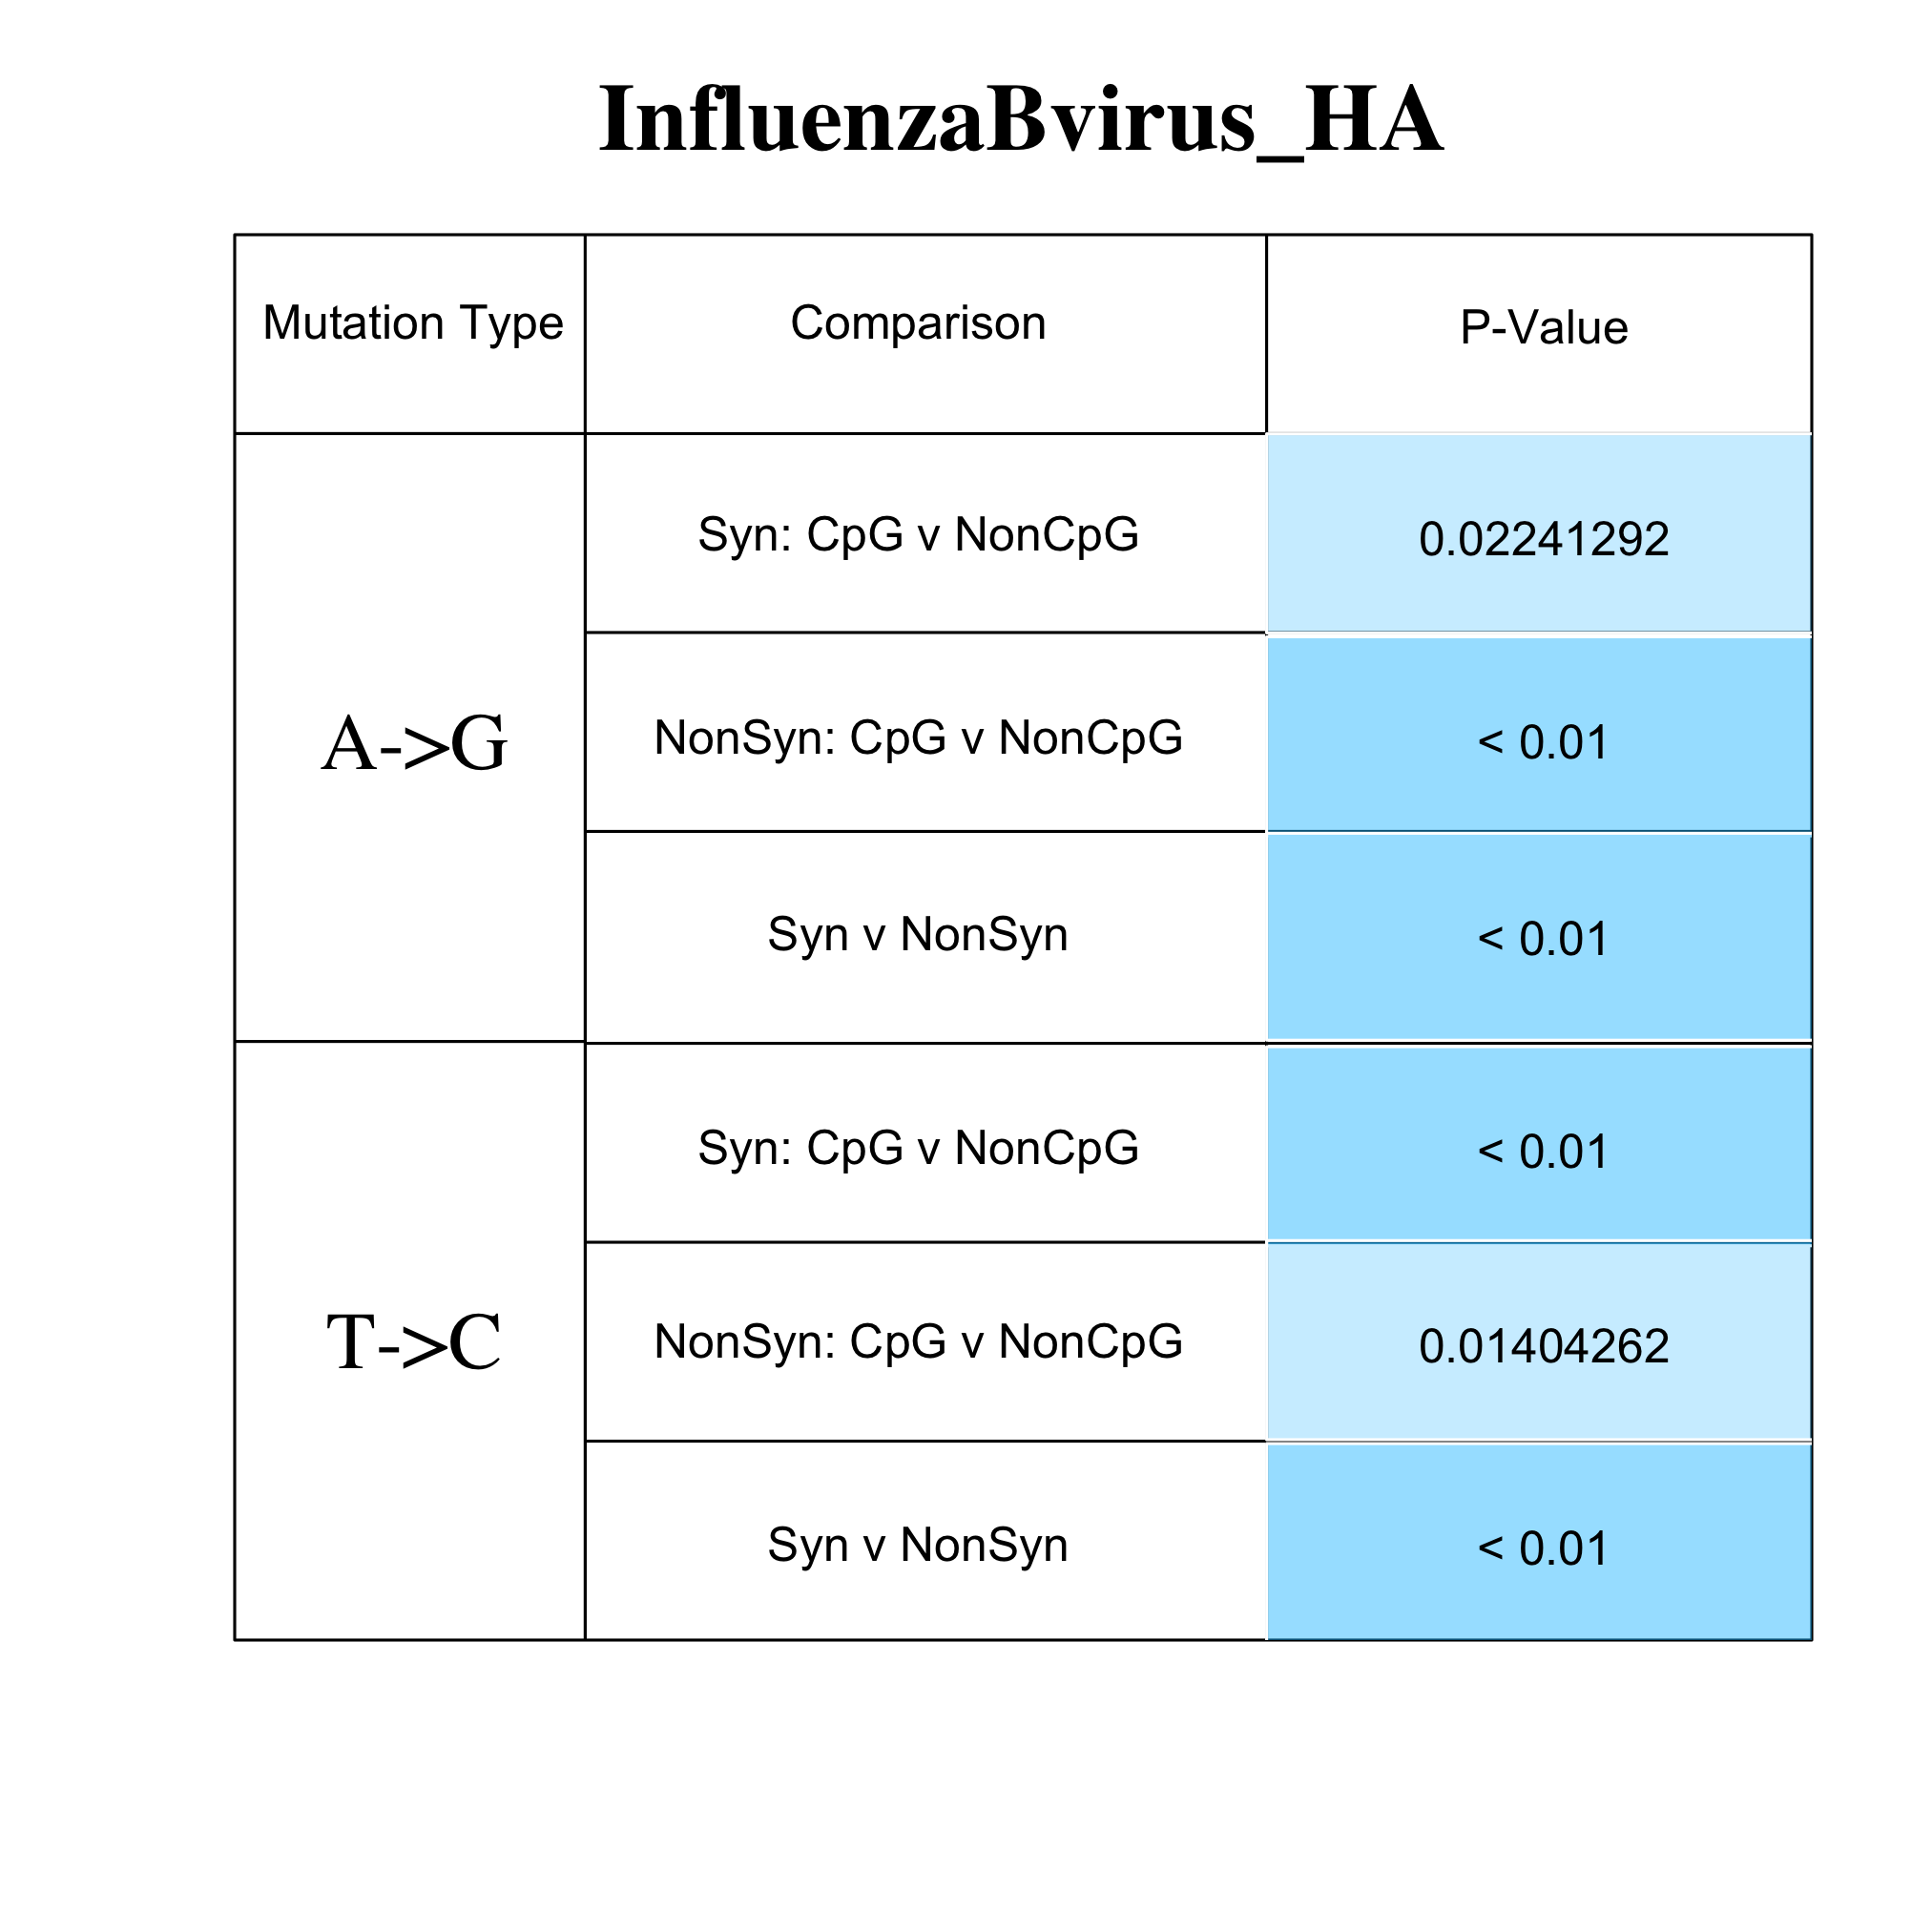 InfluenzaBvirus_HA
Mutation Type Comparison P-Value
A->G
Syn: CpG v NonCpG 0.02241292
NonSyn: CpG v NonCpG < 0.01
Syn v NonSyn < 0.01
T->C
Syn: CpG v NonCpG < 0.01
NonSyn: CpG v NonCpG 0.01404262
Syn v NonSyn < 0.01